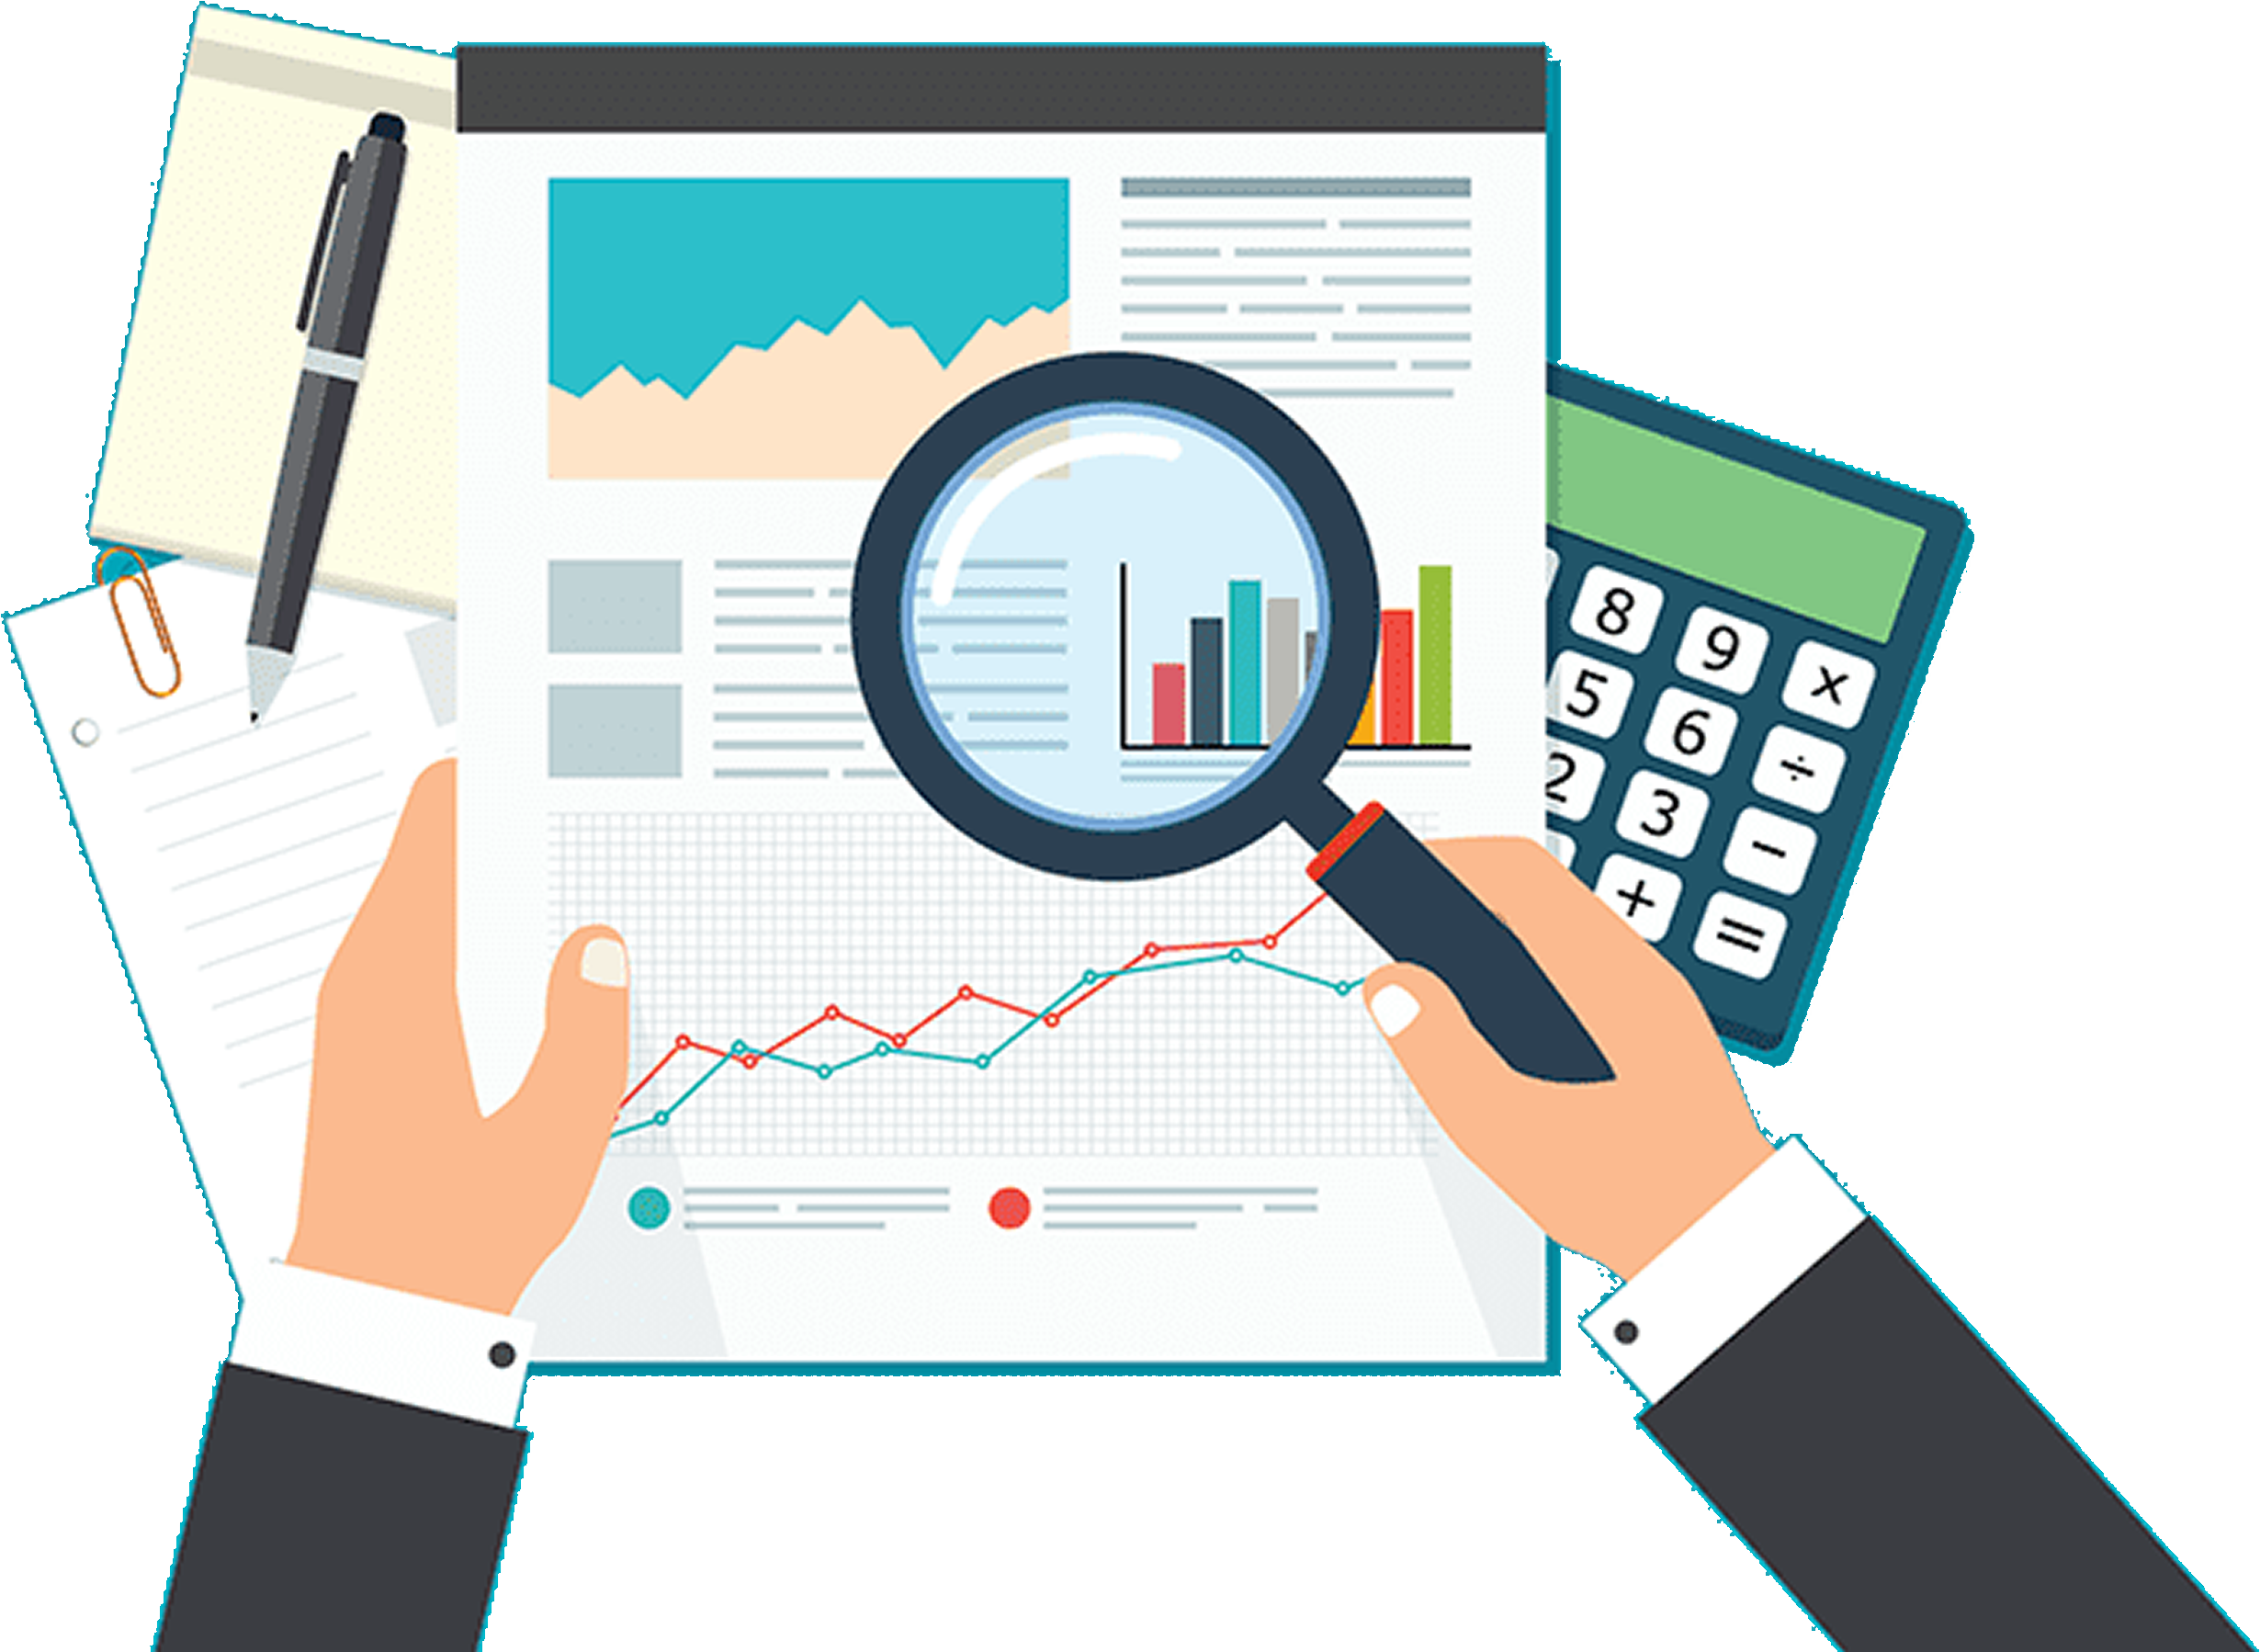 8 9 ×
5 6 ÷
2 3 −
+ =